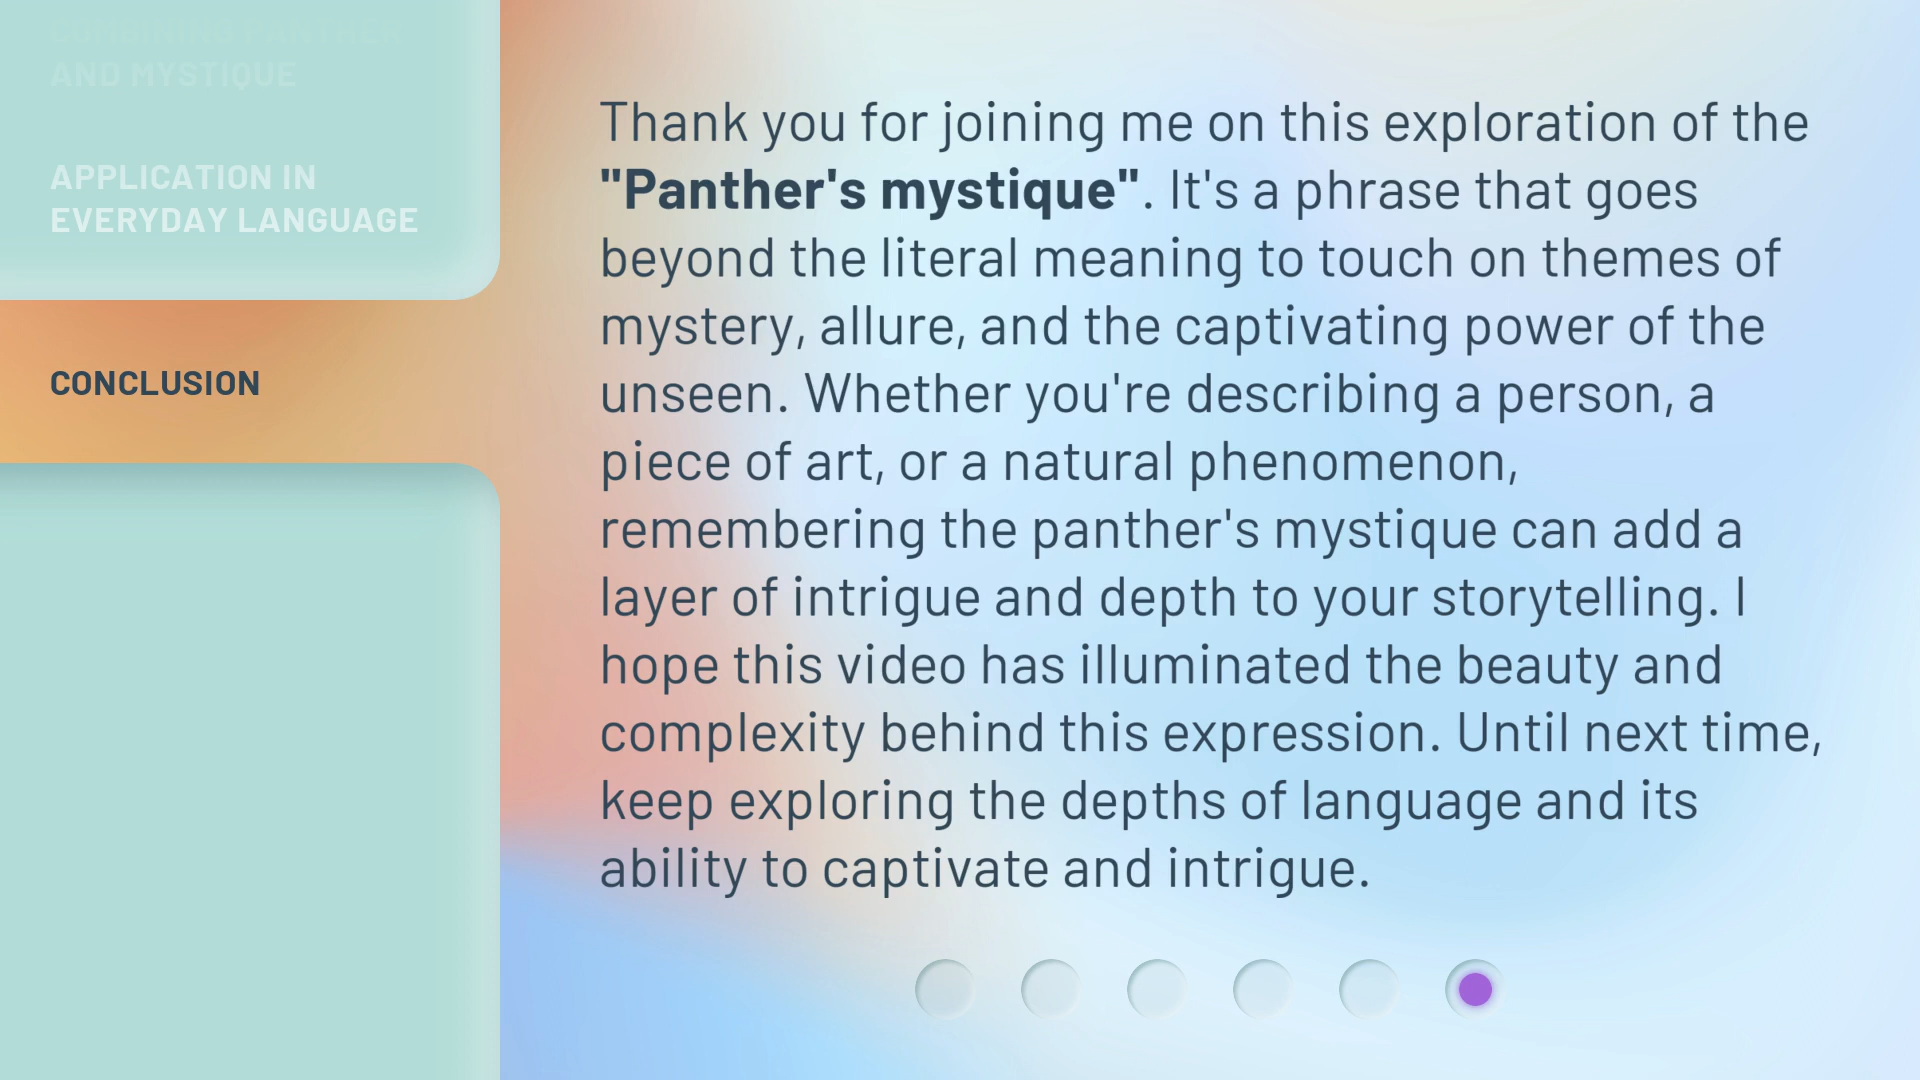 COMBINING PANTHER
AND MYSTIQUE
APPLICATION IN
EVERYDAY LANGUAGE
CONCLUSION
Thank you for joining me on this exploration of the
"Panther's mystique". It's a phrase that goes
beyond the literal meaning to touch on themes of
mystery, allure, and the captivating power of the
unseen. Whether you're describing a person, a
piece of art, or a natural phenomenon,
remembering the panther's mystique can add a
layer of intrigue and depth to your storytelling. I
hope this video has illuminated the beauty and
complexity behind this expression. Until next time,
keep exploring the depths of language and its
ability to captivate and intrigue.